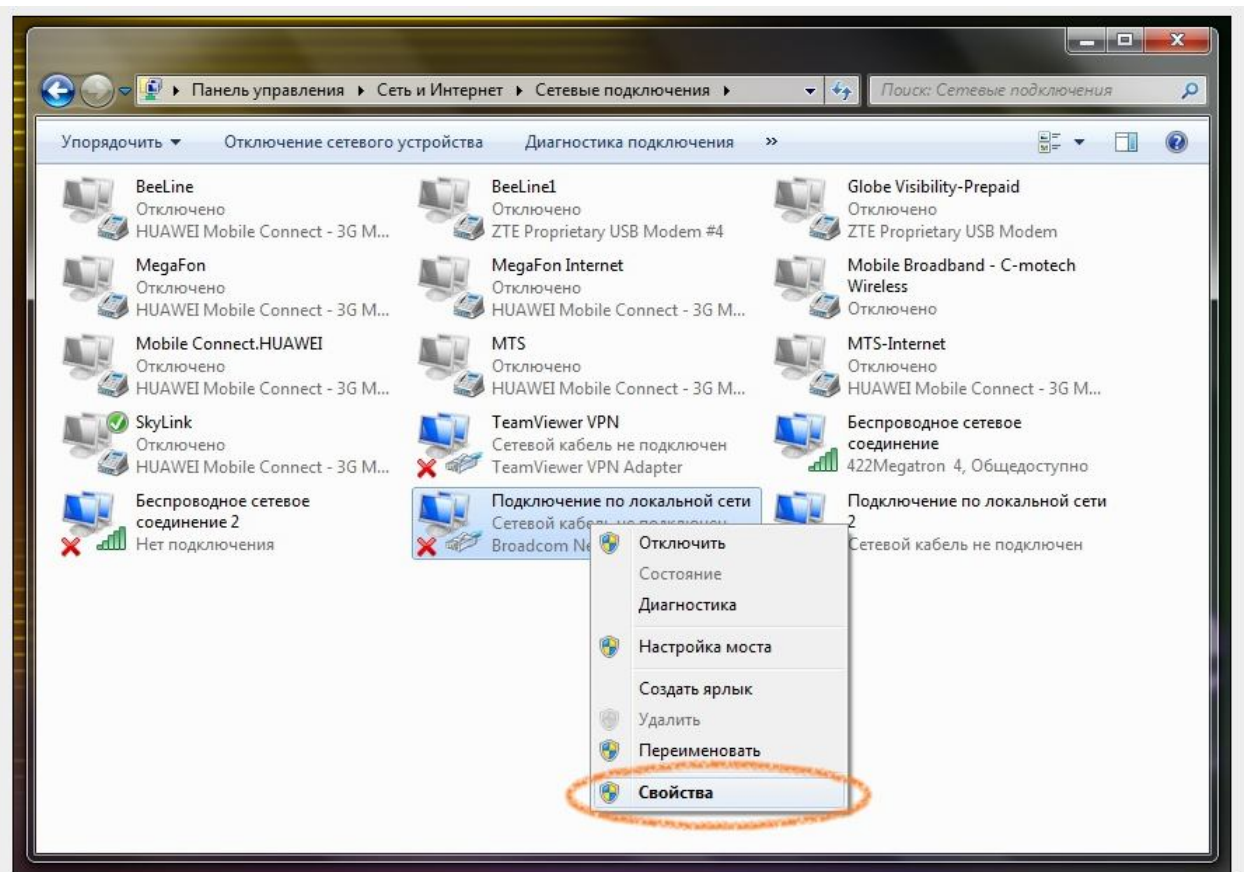 Панель управления ▸ Сеть и Интернет ▸ Сетевые подключения ▸
Поиск: Сетевые подключения
Упорядочить ▾ Отключение сетевого устройства Диагностика подключения »
BeeLine
Отключено
HUAWEI Mobile Connect - 3G M...
BeeLine1
Отключено
ZTE Proprietary USB Modem #4
Globe Visibility-Prepaid
Отключено
ZTE Proprietary USB Modem
MegaFon
Отключено
HUAWEI Mobile Connect - 3G M...
MegaFon Internet
Отключено
HUAWEI Mobile Connect - 3G M...
Mobile Broadband - C-motech
Wireless
Отключено
Mobile Connect.HUAWEI
Отключено
HUAWEI Mobile Connect - 3G M...
MTS
Отключено
HUAWEI Mobile Connect - 3G M...
MTS-Internet
Отключено
HUAWEI Mobile Connect - 3G M...
SkyLink
Отключено
HUAWEI Mobile Connect - 3G M...
TeamViewer VPN
Сетевой кабель не подключен
TeamViewer VPN Adapter
Беспроводное сетевое
соединение
422Megatron 4, Общедоступно
Беспроводное сетевое
соединение 2
Нет подключения
Подключение по локальной сети
Сетевой кабель не подключен
Broadcom
Подключение по локальной сети
2
Сетевой кабель не подключен
Отключить
Состояние
Диагностика
Настройка моста
Создать ярлык
Удалить
Переименовать
Свойства